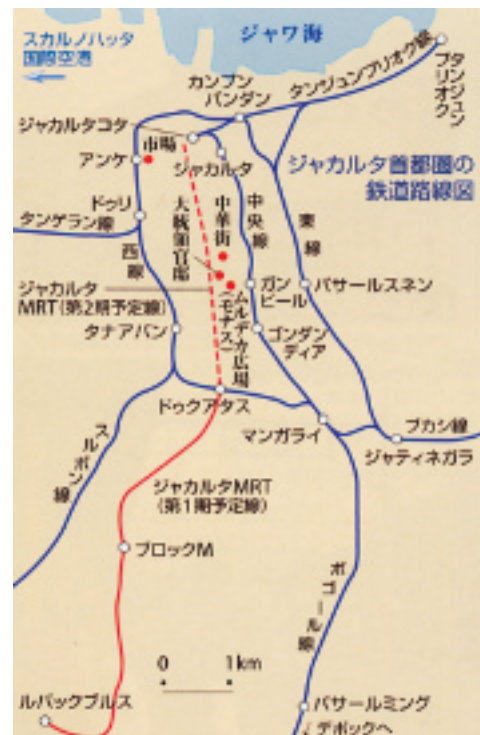 スカルノハッタ
国際空港
ジャワ海
カンプン
バンダン
タンジュンプリオク線
タンジュン
プリオク
ジャカルタコタ
市場
アンケ
ジャカルタ
ジャカルタ首都圏の
鉄道路線図
ドゥリ
タンゲラン線
西線
大統領官邸
中華街
中央線
東線
ジャカルタ
MRT(第2期予定線)
ムルデカ広場
(モナス)
ガン
ビール
パサールスネン
タナアバン
ゴンダン
ディア
ドゥクアタス
マンガライ
ブカシ線
ジャティネガラ
スルポン線
ジャカルタMRT
(第1期予定線)
ブロックM
ボゴール線
0 1km
ルバックブルス
パサールミング
デポックへ